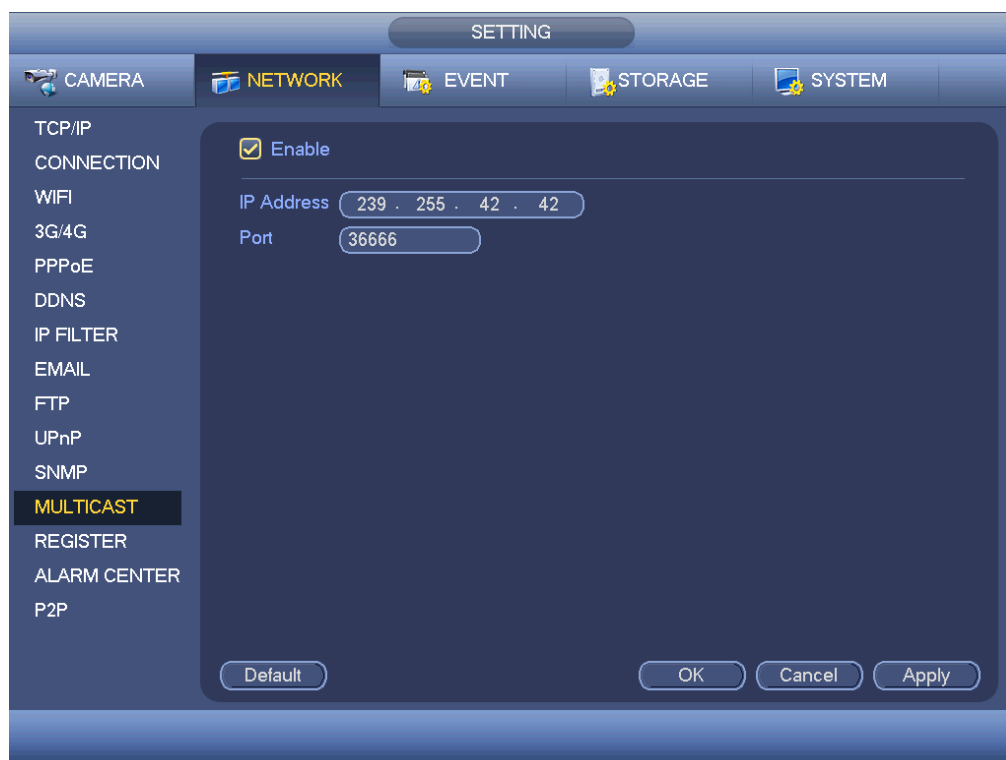 SETTING
CAMERA NETWORK EVENT STORAGE SYSTEM
TCP/IP
CONNECTION
WIFI
3G/4G
PPPoE
DDNS
IP FILTER
EMAIL
FTP
UPnP
SNMP
MULTICAST
REGISTER
ALARM CENTER
P2P
Enable
IP Address 239 . 255 . 42 . 42
Port 36666
Default OK Cancel Apply